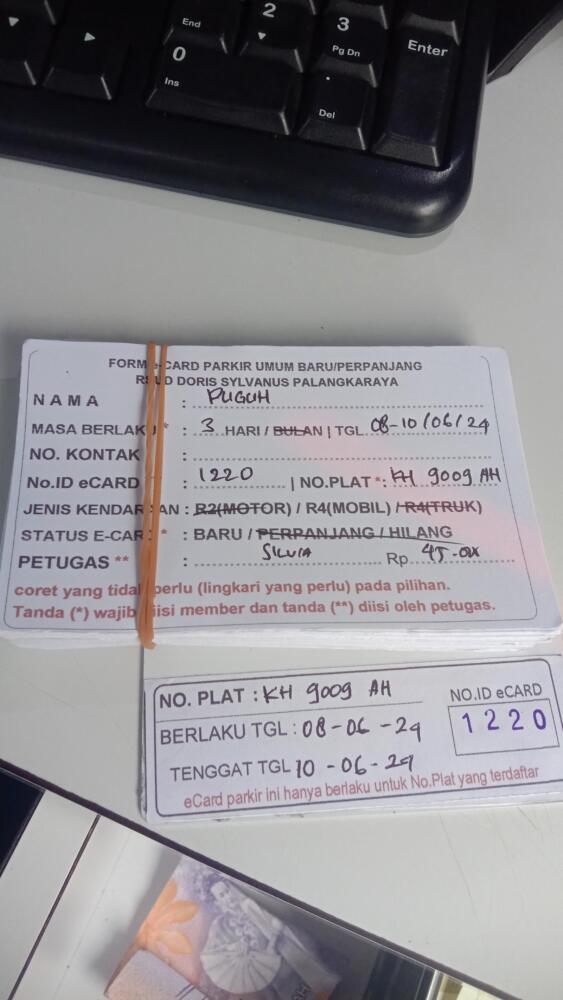 End
2
3
Pg Dn
Enter
0
Ins
.
Del
FORM e-CARD PARKIR UMUM BARU/PERPANJANG
RSUD DORIS SYLVANUS PALANGKARAYA
NAMA : PUGUH
MASA BERLAKU * : 3 HARI / BULAN | TGL 08-10/06/24
NO. KONTAK :
No.ID eCARD : 1220 | NO.PLAT *: KH 9009 AH
JENIS KENDARAAN : R2(MOTOR) / R4(MOBIL) / R4(TRUK)
STATUS E-CARD * : BARU / PERPANJANG / HILANG
PETUGAS ** : SILVIA Rp 45.000
coret yang tidak perlu (lingkari yang perlu) pada pilihan.
Tanda (*) wajib diisi member dan tanda (**) diisi oleh petugas.
NO. PLAT : KH 9009 AH
NO.ID eCARD
BERLAKU TGL : 08-06-24
1220
TENGGAT TGL 10-06-24
eCard parkir ini hanya berlaku untuk No.Plat yang terdaftar